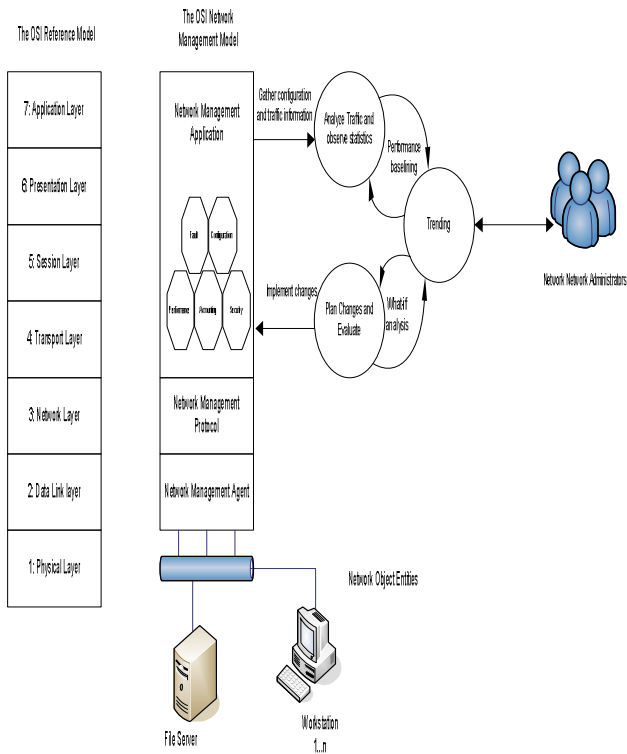 The OSI Reference Model
The OSI Network
Management Model
7: Application Layer
6: Presentation Layer
5: Session Layer
4: Transport Layer
3: Network Layer
2: Data Link layer
1: Physical Layer
Network Management
Application
Fault
Configuration
Performance
Accounting
Security
Network Management
Protocol
Network Management Agent
Gather configuration
and traffic information
Analyze Traffic and
observe statistics
Performance
baselining
Trending
Implement changes
Plan Changes and
Evaluate
What-if
analysis
Network Network Administrators
Network Object Entities
File Server
Workstation
1...n